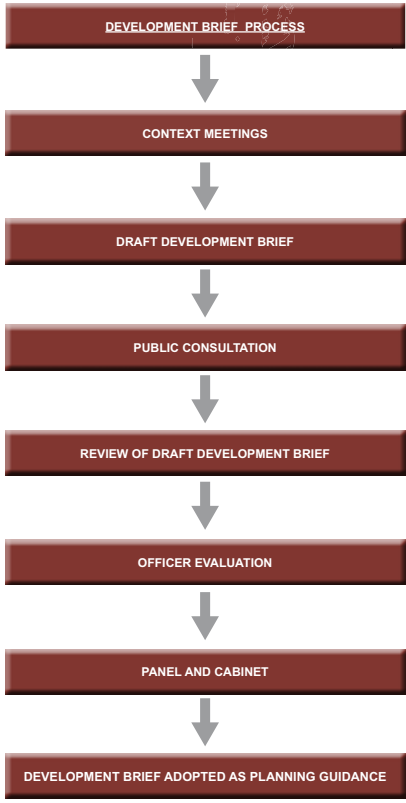 DEVELOPMENT BRIEF PROCESS
CONTEXT MEETINGS
DRAFT DEVELOPMENT BRIEF
PUBLIC CONSULTATION
REVIEW OF DRAFT DEVELOPMENT BRIEF
OFFICER EVALUATION
PANEL AND CABINET
DEVELOPMENT BRIEF ADOPTED AS PLANNING GUIDANCE